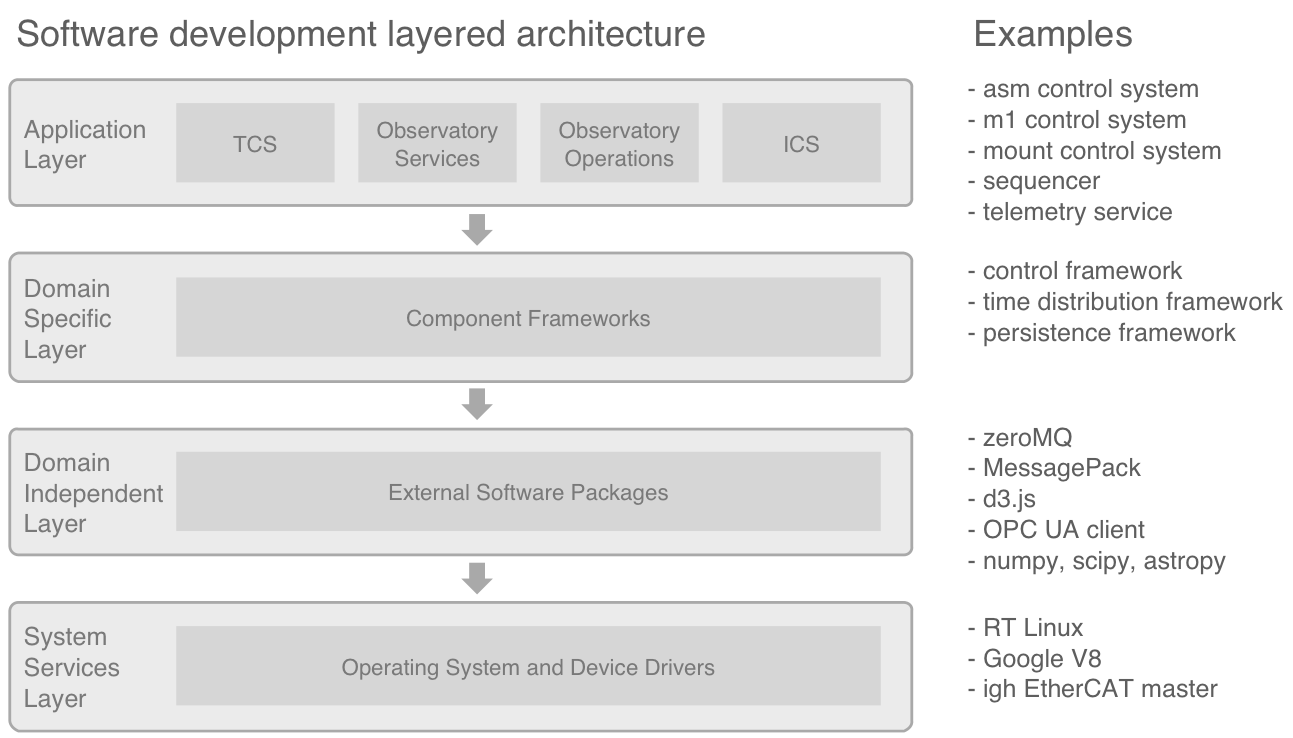 Software development layered architecture
Examples
Application
Layer
TCS
Observatory
Services
Observatory
Operations
ICS
- asm control system
- m1 control system
- mount control system
- sequencer
- telemetry service
Domain
Specific
Layer
Component Frameworks
- control framework
- time distribution framework
- persistence framework
Domain
Independent
Layer
External Software Packages
- zeroMQ
- MessagePack
- d3.js
- OPC UA client
- numpy, scipy, astropy
System
Services
Layer
Operating System and Device Drivers
- RT Linux
- Google V8
- igh EtherCAT master